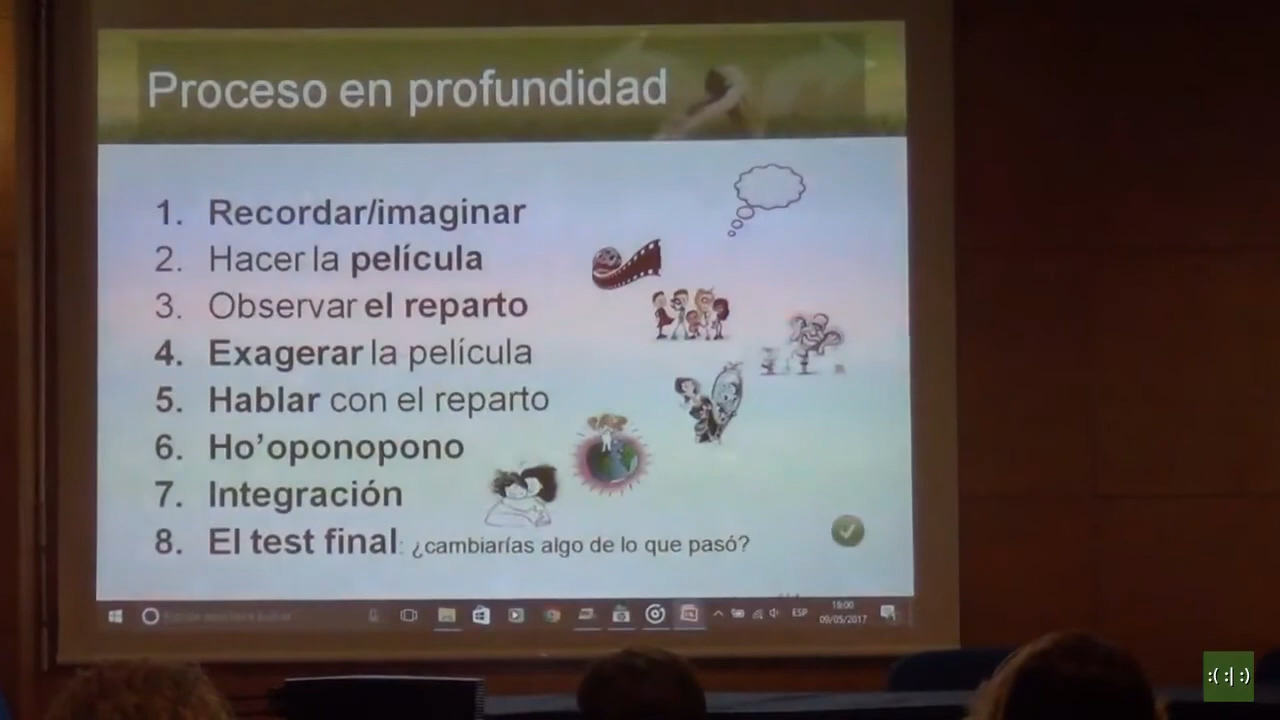 Proceso en profundidad
1. Recordar/imaginar
2. Hacer la película
3. Observar el reparto
4. Exagerar la película
5. Hablar con el reparto
6. Ho'oponopono
7. Integración
8. El test final: ¿cambiarías algo de lo que pasó?
ESP
18:00
09/05/2017
:( :| :)